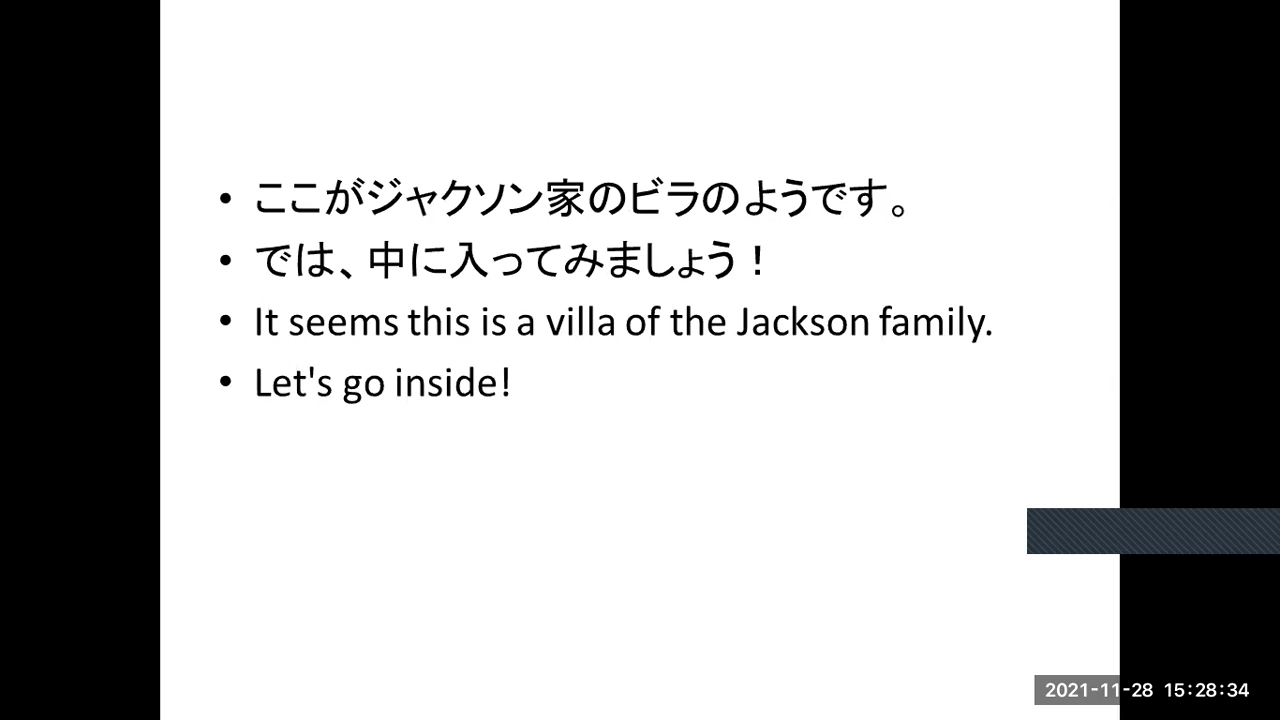 • ここがジャクソン家のビラのようです。
• では、中に入ってみましょう！
• It seems this is a villa of the Jackson family.
• Let's go inside!
2021-11-28 15:28:34